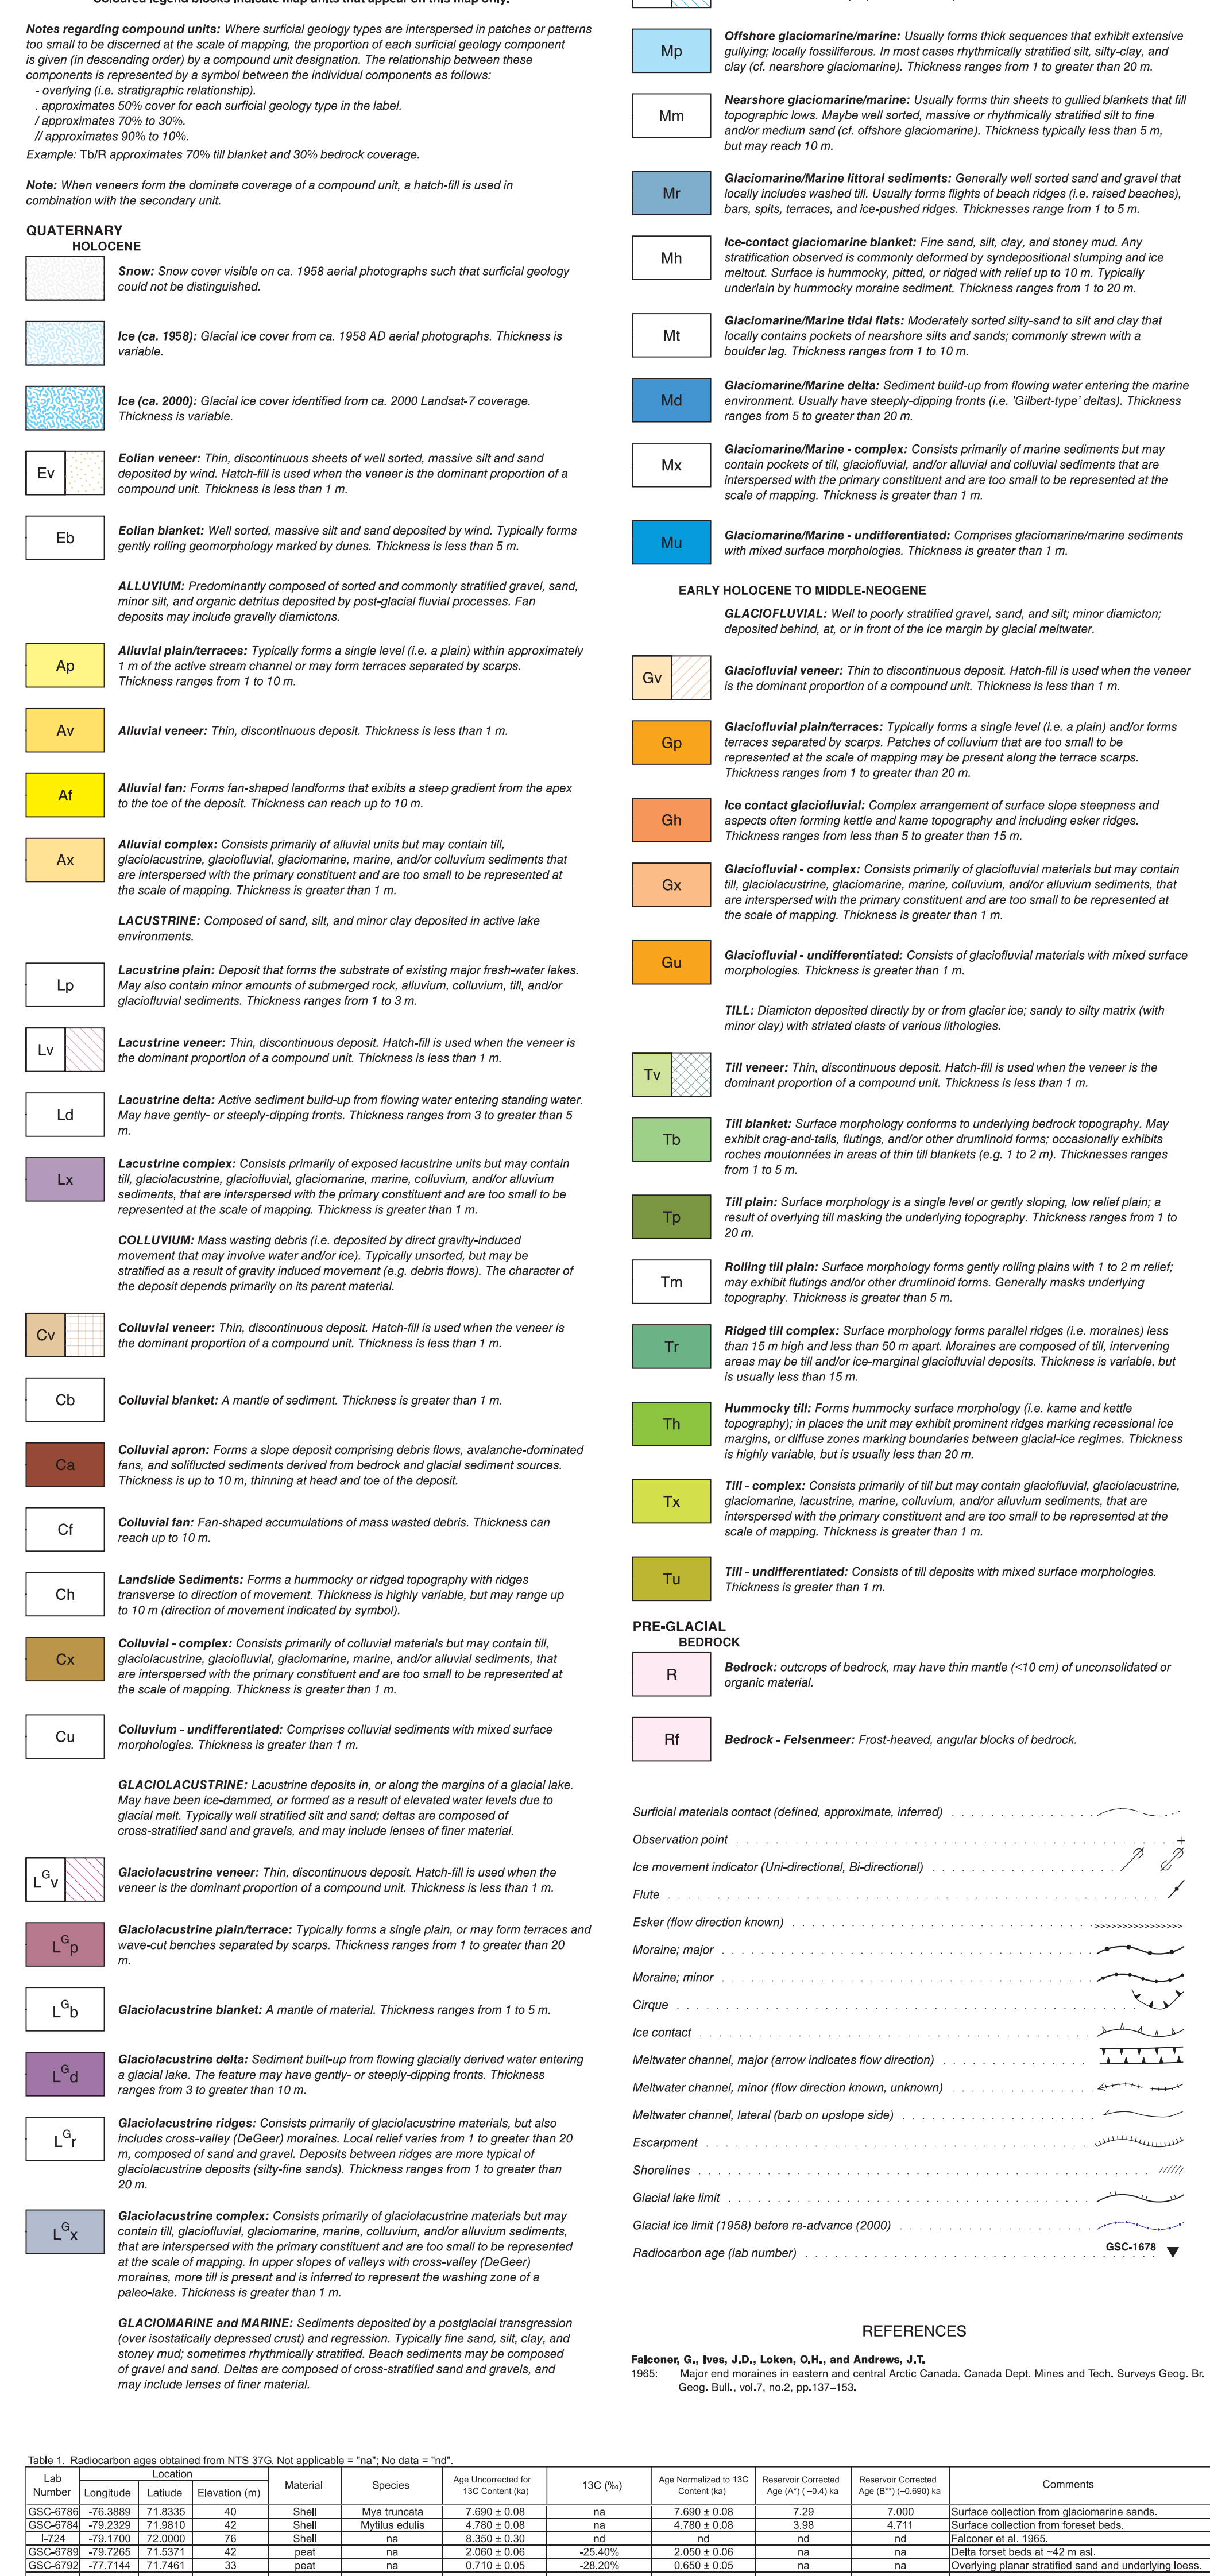 Coloured legend blocks indicate map units that appear on this map only.
Notes regarding compound units: Where surficial geology types are interspersed in patches or patterns
too small to be discerned at the scale of mapping, the proportion of each surficial geology component
is given (in descending order) by a compound unit designation. The relationship between these
components is represented by a symbol between the individual components as follows:
- overlying (i.e. stratigraphic relationship).
. approximates 50% cover for each surficial geology type in the label.
/ approximates 70% to 30%.
// approximates 90% to 10%.
Example: Tb/R approximates 70% till blanket and 30% bedrock coverage.
Note: When veneers form the dominate coverage of a compound unit, a hatch-fill is used in
combination with the secondary unit.
QUATERNARY
HOLOCENE
Snow: Snow cover visible on ca. 1958 aerial photographs such that surficial geology
could not be distinguished.
Ice (ca. 1958): Glacial ice cover from ca. 1958 AD aerial photographs. Thickness is
variable.
Ice (ca. 2000): Glacial ice cover identified from ca. 2000 Landsat-7 coverage.
Thickness is variable.
Ev
Eolian veneer: Thin, discontinuous sheets of well sorted, massive silt and sand
deposited by wind. Hatch-fill is used when the veneer is the dominant proportion of a
compound unit. Thickness is less than 1 m.
Eb
Eolian blanket: Well sorted, massive silt and sand deposited by wind. Typically forms
gently rolling geomorphology marked by dunes. Thickness is less than 5 m.
ALLUVIUM: Predominantly composed of sorted and commonly stratified gravel, sand,
minor silt, and organic detritus deposited by post-glacial fluvial processes. Fan
deposits may include gravelly diamictons.
Ap
Alluvial plain/terraces: Typically forms a single level (i.e. a plain) within approximately
1 m of the active stream channel or may form terraces separated by scarps.
Thickness ranges from 1 to 10 m.
Av
Alluvial veneer: Thin, discontinuous deposit. Thickness is less than 1 m.
Af
Alluvial fan: Forms fan-shaped landforms that exibits a steep gradient from the apex
to the toe of the deposit. Thickness can reach up to 10 m.
Ax
Alluvial complex: Consists primarily of alluvial units but may contain till,
glaciolacustrine, glaciofluvial, glaciomarine, marine, and/or colluvium sediments that
are interspersed with the primary constituent and are too small to be represented at
the scale of mapping. Thickness is greater than 1 m.
LACUSTRINE: Composed of sand, silt, and minor clay deposited in active lake
environments.
Lp
Lacustrine plain: Deposit that forms the substrate of existing major fresh-water lakes.
May also contain minor amounts of submerged rock, alluvium, colluvium, till, and/or
glaciofluvial sediments. Thickness ranges from 1 to 3 m.
Lv
Lacustrine veneer: Thin, discontinuous deposit. Hatch-fill is used when the veneer is
the dominant proportion of a compound unit. Thickness is less than 1 m.
Ld
Lacustrine delta: Active sediment build-up from flowing water entering standing water.
May have gently- or steeply-dipping fronts. Thickness ranges from 3 to greater than 5
m.
Lx
Lacustrine complex: Consists primarily of exposed lacustrine units but may contain
till, glaciolacustrine, glaciofluvial, glaciomarine, marine, colluvium, and/or alluvium
sediments, that are interspersed with the primary constituent and are too small to be
represented at the scale of mapping. Thickness is greater than 1 m.
COLLUVIUM: Mass wasting debris (i.e. deposited by direct gravity-induced
movement that may involve water and/or ice). Typically unsorted, but may be
stratified as a result of gravity induced movement (e.g. debris flows). The character of
the deposit depends primarily on its parent material.
Cv
Colluvial veneer: Thin, discontinuous deposit. Hatch-fill is used when the veneer is
the dominant proportion of a compound unit. Thickness is less than 1 m.
Cb
Colluvial blanket: A mantle of sediment. Thickness is greater than 1 m.
Ca
Colluvial apron: Forms a slope deposit comprising debris flows, avalanche-dominated
fans, and soliflucted sediments derived from bedrock and glacial sediment sources.
Thickness is up to 10 m, thinning at head and toe of the deposit.
Cf
Colluvial fan: Fan-shaped accumulations of mass wasted debris. Thickness can
reach up to 10 m.
Ch
Landslide Sediments: Forms a hummocky or ridged topography with ridges
transverse to direction of movement. Thickness is highly variable, but may range up
to 10 m (direction of movement indicated by symbol).
Cx
Colluvial - complex: Consists primarily of colluvial materials but may contain till,
glaciolacustrine, glaciofluvial, glaciomarine, marine, and/or alluvial sediments, that
are interspersed with the primary constituent and are too small to be represented at
the scale of mapping. Thickness is greater than 1 m.
Cu
Colluvium - undifferentiated: Comprises colluvial sediments with mixed surface
morphologies. Thickness is greater than 1 m.
GLACIOLACUSTRINE: Lacustrine deposits in, or along the margins of a glacial lake.
May have been ice-dammed, or formed as a result of elevated water levels due to
glacial melt. Typically well stratified silt and sand; deltas are composed of
cross-stratified sand and gravels, and may include lenses of finer material.
LGv
Glaciolacustrine veneer: Thin, discontinuous deposit. Hatch-fill is used when the
veneer is the dominant proportion of a compound unit. Thickness is less than 1 m.
LGp
Glaciolacustrine plain/terrace: Typically forms a single plain, or may form terraces and
wave-cut benches separated by scarps. Thickness ranges from 1 to greater than 20
m.
LGb
Glaciolacustrine blanket: A mantle of material. Thickness ranges from 1 to 5 m.
LGd
Glaciolacustrine delta: Sediment built-up from flowing glacially derived water entering
a glacial lake. The feature may have gently- or steeply-dipping fronts. Thickness
ranges from 3 to greater than 10 m.
LGr
Glaciolacustrine ridges: Consists primarily of glaciolacustrine materials, but also
includes cross-valley (DeGeer) moraines. Local relief varies from 1 to greater than 20
m, composed of sand and gravel. Deposits between ridges are more typical of
glaciolacustrine deposits (silty-fine sands). Thickness ranges from 1 to greater than
20 m.
LGx
Glaciolacustrine complex: Consists primarily of glaciolacustrine materials but may
contain till, glaciofluvial, glaciomarine, marine, colluvium, and/or alluvium sediments,
that are interspersed with the primary constituent and are too small to be represented
at the scale of mapping. In upper slopes of valleys with cross-valley (DeGeer)
moraines, more till is present and is inferred to represent the washing zone of a
paleo-lake. Thickness is greater than 1 m.
GLACIOMARINE and MARINE: Sediments deposited by a postglacial transgression
(over isostatically depressed crust) and regression. Typically fine sand, silt, clay, and
stoney mud; sometimes rhythmically stratified. Beach sediments may be composed
of gravel and sand. Deltas are composed of cross-stratified sand and gravels, and
may include lenses of finer material.
Mp
Offshore glaciomarine/marine: Usually forms thick sequences that exhibit extensive
gullying; locally fossiliferous. In most cases rhythmically stratified silt, silty-clay, and
clay (cf. nearshore glaciomarine). Thickness ranges from 1 to greater than 20 m.
Mm
Nearshore glaciomarine/marine: Usually forms thin sheets to gullied blankets that fill
topographic lows. Maybe well sorted, massive or rhythmically stratified silt to fine
and/or medium sand (cf. offshore glaciomarine). Thickness typically less than 5 m,
but may reach 10 m.
Mr
Glaciomarine/Marine littoral sediments: Generally well sorted sand and gravel that
locally includes washed till. Usually forms flights of beach ridges (i.e. raised beaches),
bars, spits, terraces, and ice-pushed ridges. Thicknesses range from 1 to 5 m.
Mh
Ice-contact glaciomarine blanket: Fine sand, silt, clay, and stoney mud. Any
stratification observed is commonly deformed by syndepositional slumping and ice
meltout. Surface is hummocky, pitted, or ridged with relief up to 10 m. Typically
underlain by hummocky moraine sediment. Thickness ranges from 1 to 20 m.
Mt
Glaciomarine/Marine tidal flats: Moderately sorted silty-sand to silt and clay that
locally contains pockets of nearshore silts and sands; commonly strewn with a
boulder lag. Thickness ranges from 1 to 10 m.
Md
Glaciomarine/Marine delta: Sediment build-up from flowing water entering the marine
environment. Usually have steeply-dipping fronts (i.e. 'Gilbert-type' deltas). Thickness
ranges from 5 to greater than 20 m.
Mx
Glaciomarine/Marine - complex: Consists primarily of marine sediments but may
contain pockets of till, glaciofluvial, and/or alluvial and colluvial sediments that are
interspersed with the primary constituent and are too small to be represented at the
scale of mapping. Thickness is greater than 1 m.
Mu
Glaciomarine/Marine - undifferentiated: Comprises glaciomarine/marine sediments
with mixed surface morphologies. Thickness is greater than 1 m.
EARLY HOLOCENE TO MIDDLE-NEOGENE
GLACIOFLUVIAL: Well to poorly stratified gravel, sand, and silt; minor diamicton;
deposited behind, at, or in front of the ice margin by glacial meltwater.
Gv
Glaciofluvial veneer: Thin to discontinuous deposit. Hatch-fill is used when the veneer
is the dominant proportion of a compound unit. Thickness is less than 1 m.
Gp
Glaciofluvial plain/terraces: Typically forms a single level (i.e. a plain) and/or forms
terraces separated by scarps. Patches of colluvium that are too small to be
represented at the scale of mapping may be present along the terrace scarps.
Thickness ranges from 1 to greater than 20 m.
Gh
Ice contact glaciofluvial: Complex arrangement of surface slope steepness and
aspects often forming kettle and kame topography and including esker ridges.
Thickness ranges from less than 5 to greater than 15 m.
Gx
Glaciofluvial - complex: Consists primarily of glaciofluvial materials but may contain
till, glaciolacustrine, glaciomarine, marine, colluvium, and/or alluvium sediments, that
are interspersed with the primary constituent and are too small to be represented at
the scale of mapping. Thickness is greater than 1 m.
Gu
Glaciofluvial - undifferentiated: Consists of glaciofluvial materials with mixed surface
morphologies. Thickness is greater than 1 m.
TILL: Diamicton deposited directly by or from glacier ice; sandy to silty matrix (with
minor clay) with striated clasts of various lithologies.
Tv
Till veneer: Thin, discontinuous deposit. Hatch-fill is used when the veneer is the
dominant proportion of a compound unit. Thickness is less than 1 m.
Tb
Till blanket: Surface morphology conforms to underlying bedrock topography. May
exhibit crag-and-tails, flutings, and/or other drumlinoid forms; occasionally exhibits
roches moutonnées in areas of thin till blankets (e.g. 1 to 2 m). Thicknesses ranges
from 1 to 5 m.
Tp
Till plain: Surface morphology is a single level or gently sloping, low relief plain; a
result of overlying till masking the underlying topography. Thickness ranges from 1 to
20 m.
Tm
Rolling till plain: Surface morphology forms gently rolling plains with 1 to 2 m relief;
may exhibit flutings and/or other drumlinoid forms. Generally masks underlying
topography. Thickness is greater than 5 m.
Tr
Ridged till complex: Surface morphology forms parallel ridges (i.e. moraines) less
than 15 m high and less than 50 m apart. Moraines are composed of till, intervening
areas may be till and/or ice-marginal glaciofluvial deposits. Thickness is variable, but
is usually less than 15 m.
Th
Hummocky till: Forms hummocky surface morphology (i.e. kame and kettle
topography); in places the unit may exhibit prominent ridges marking recessional ice
margins, or diffuse zones marking boundaries between glacial-ice regimes. Thickness
is highly variable, but is usually less than 20 m.
Tx
Till - complex: Consists primarily of till but may contain glaciofluvial, glaciolacustrine,
glaciomarine, lacustrine, marine, colluvium, and/or alluvium sediments, that are
interspersed with the primary constituent and are too small to be represented at the
scale of mapping. Thickness is greater than 1 m.
Tu
Till - undifferentiated: Consists of till deposits with mixed surface morphologies.
Thickness is greater than 1 m.
PRE-GLACIAL
BEDROCK
R
Bedrock: outcrops of bedrock, may have thin mantle (<10 cm) of unconsolidated or
organic material.
Rf
Bedrock - Felsenmeer: Frost-heaved, angular blocks of bedrock.
Surficial materials contact (defined, approximate, inferred)
Observation point
Ice movement indicator (Uni-directional, Bi-directional)
Flute
Esker (flow direction known)
Moraine; major
Moraine; minor
Cirque
Ice contact
Meltwater channel, major (arrow indicates flow direction)
Meltwater channel, minor (flow direction known, unknown)
Meltwater channel, lateral (barb on upslope side)
Escarpment
Shorelines
Glacial lake limit
Glacial ice limit (1958) before re-advance (2000)
Radiocarbon age (lab number) GSC-1678
REFERENCES
Falconer, G., Ives, J.D., Loken, O.H., and Andrews, J.T.
1965: Major end moraines in eastern and central Arctic Canada. Canada Dept. Mines and Tech. Surveys Geog. Br.
Geog. Bull., vol.7, no.2, pp.137–153.
Table 1. Radiocarbon ages obtained from NTS 37G. Not applicable = "na"; No data = "nd".
Lab Number Location Longitude Latiude Elevation (m) Material Species Age Uncorrected for 13C Content (ka) 13C (‰) Age Normalized to 13C Content (ka) Reservoir Corrected Age (A*) (–0.4) ka Reservoir Corrected Age (B**) (–0.690) ka Comments
GSC-6786 -76.3889 71.8335 40 Shell Mya truncata 7.690 ± 0.08 na 7.690 ± 0.08 7.29 7.000 Surface collection from glaciomarine sands.
GSC-6784 -79.2329 71.9810 42 Shell Mytilus edulis 4.780 ± 0.08 na 4.780 ± 0.08 3.98 4.711 Surface collection from foreset beds.
I-724 -79.1700 72.0000 76 Shell na 8.350 ± 0.30 nd nd nd nd Falconer et al. 1965.
GSC-6789 -79.7265 71.5371 42 peat na 2.060 ± 0.06 -25.40% 2.050 ± 0.06 na na Delta forset beds at ~42 m asl.
GSC-6792 -77.7144 71.7461 33 peat na 0.710 ± 0.05 -28.20% 0.650 ± 0.05 na na Overlying planar stratified sand and underlying loess.